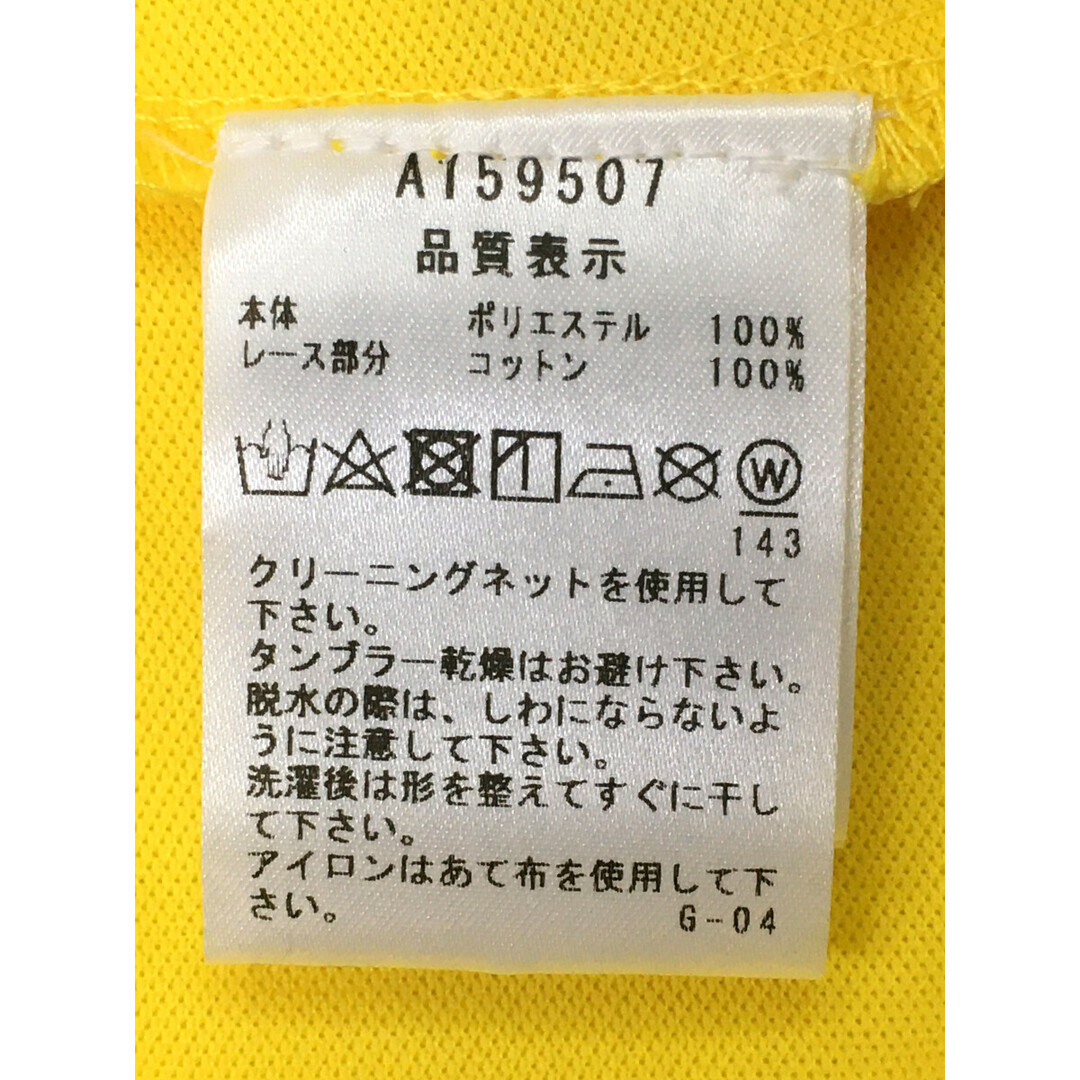 A159507
品質表示
本体 ポリエステル 100%
レース部分 コットン 100%
W
143
クリーニングネットを使用して
下さい。
タンブラー乾燥はお避け下さい。
脱水の際は、しわにならないよ
うに注意して下さい。
洗濯後は形を整えてすぐに干し
て下さい。
アイロンはあて布を使用して下
さい。 G-04